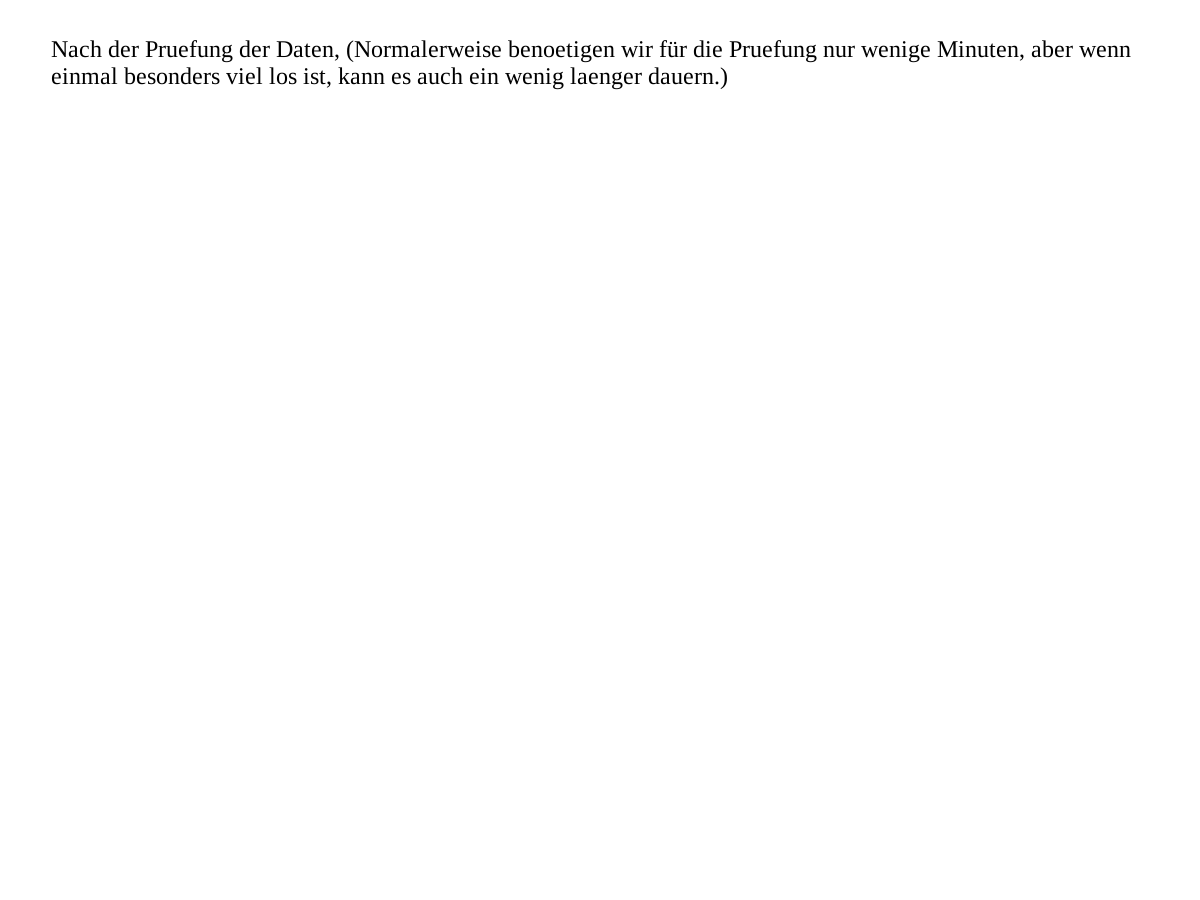 Nach der Pruefung der Daten, (Normalerweise benoetigen wir für die Pruefung nur wenige Minuten, aber wenn
einmal besonders viel los ist, kann es auch ein wenig laenger dauern.)